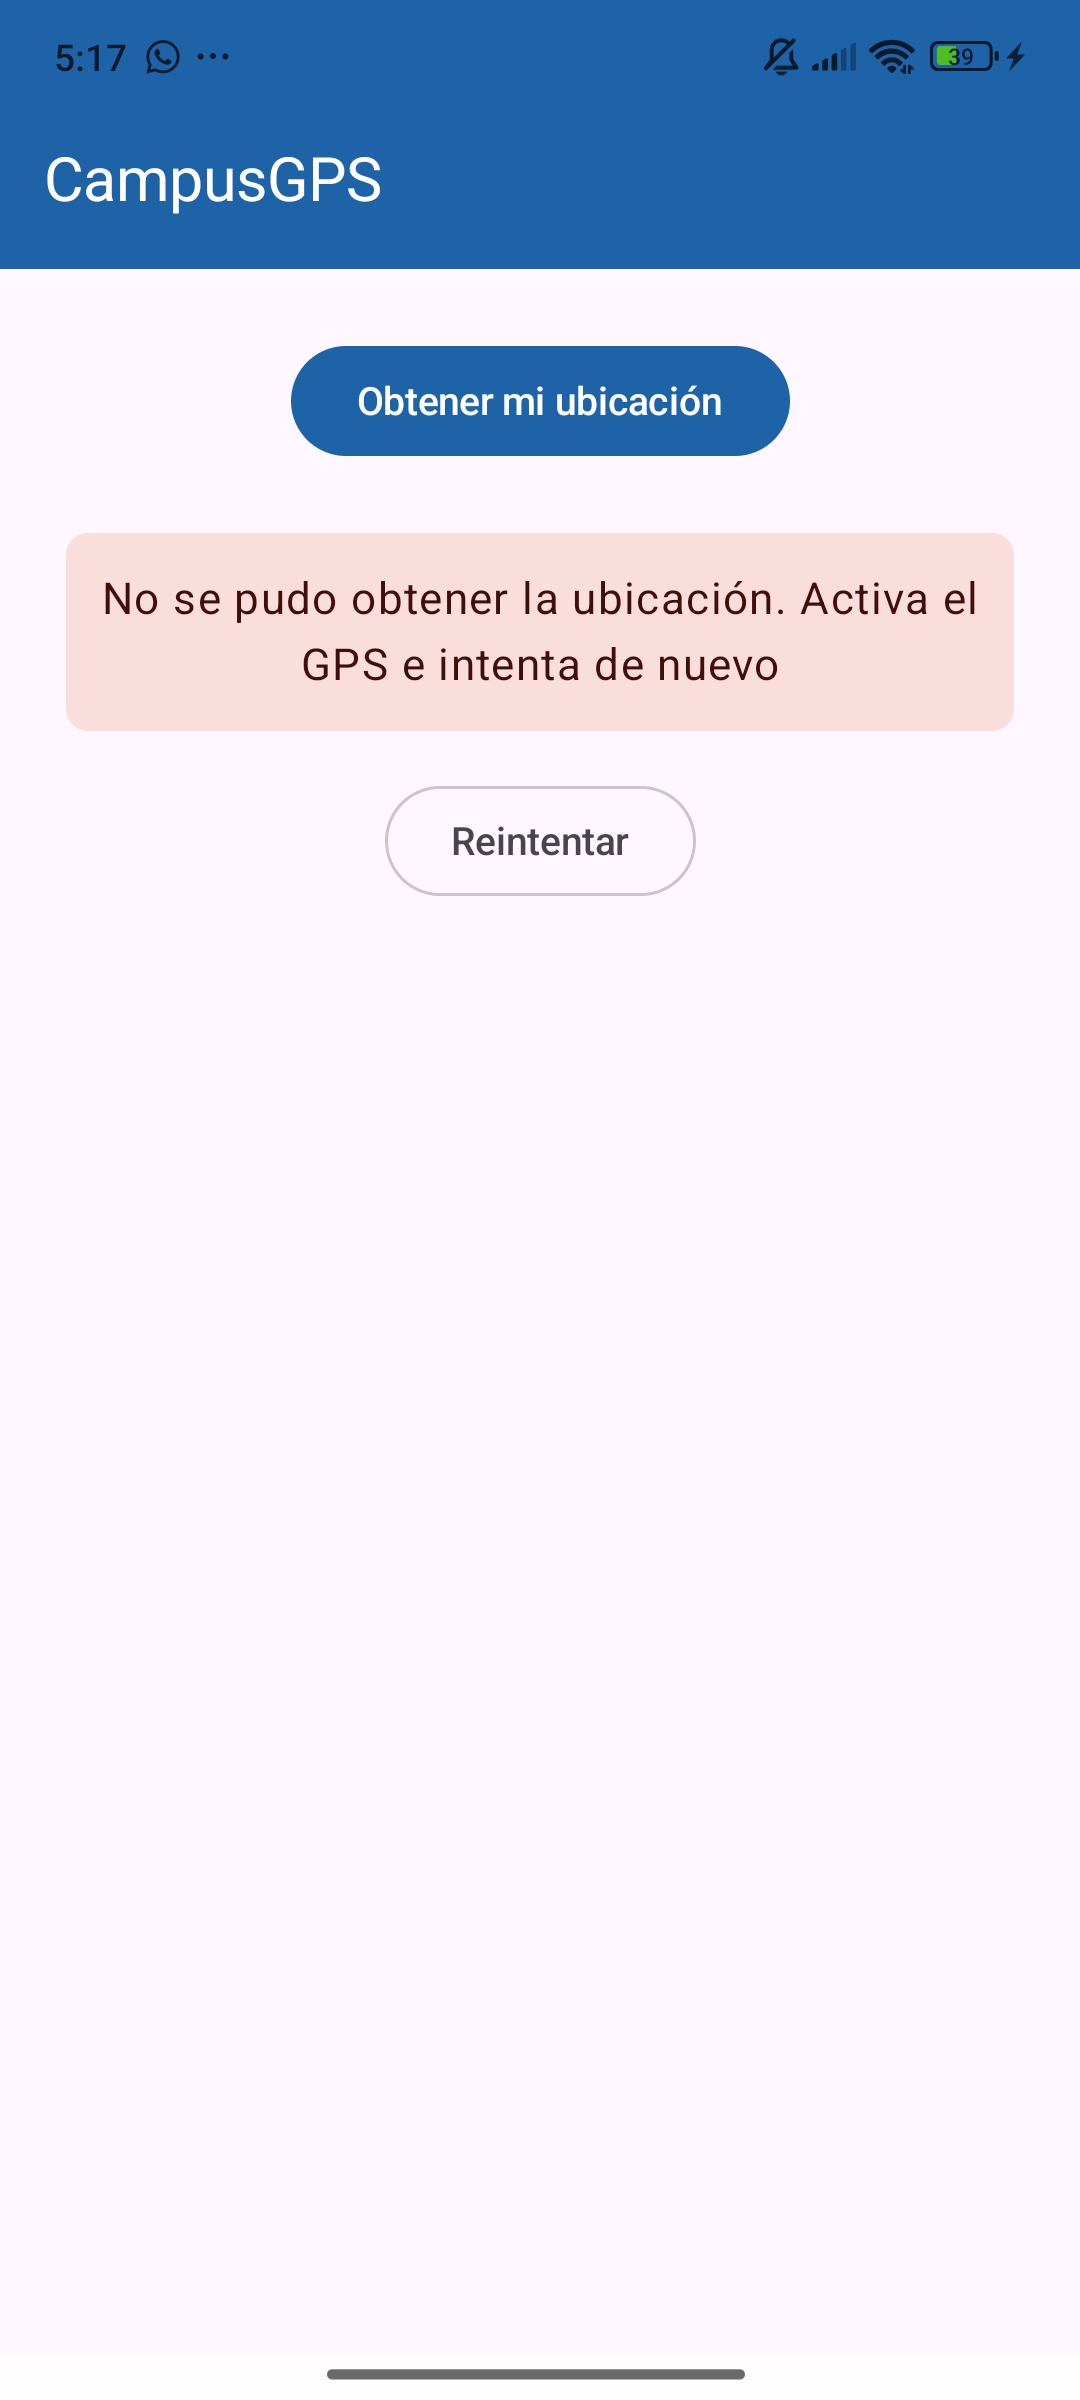 5:17
39
CampusGPS
Obtener mi ubicación
No se pudo obtener la ubicación. Activa el
GPS e intenta de nuevo
Reintentar